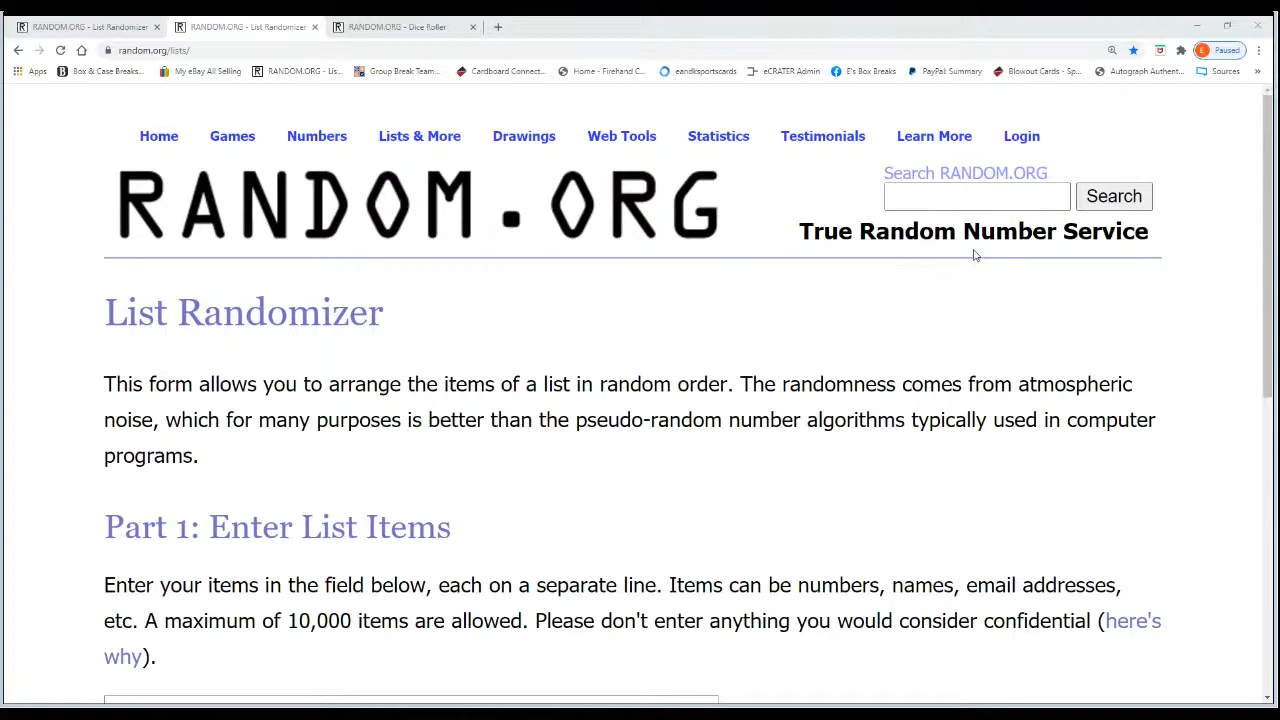 RANDOM.ORG - List Randomizer
RANDOM.ORG - List Randomizer
RANDOM.ORG - Dice Roller
random.org/lists/
E Paused
Apps
Box & Case Breaks...
My eBay All Selling
RANDOM.ORG - Lis...
Group Break Team...
Cardboard Connect...
Home - Firehand C...
eandksportscards
eCRATER Admin
E's Box Breaks
PayPal Summary
Blowout Cards - Sp...
Autograph Authent...
Sources
Home Games Numbers Lists & More Drawings Web Tools Statistics Testimonials Learn More Login
RANDOM.ORG
Search RANDOM.ORG
Search
True Random Number Service
List Randomizer
This form allows you to arrange the items of a list in random order. The randomness comes from atmospheric
noise, which for many purposes is better than the pseudo-random number algorithms typically used in computer
programs.
Part 1: Enter List Items
Enter your items in the field below, each on a separate line. Items can be numbers, names, email addresses,
etc. A maximum of 10,000 items are allowed. Please don't enter anything you would consider confidential (here's
why).